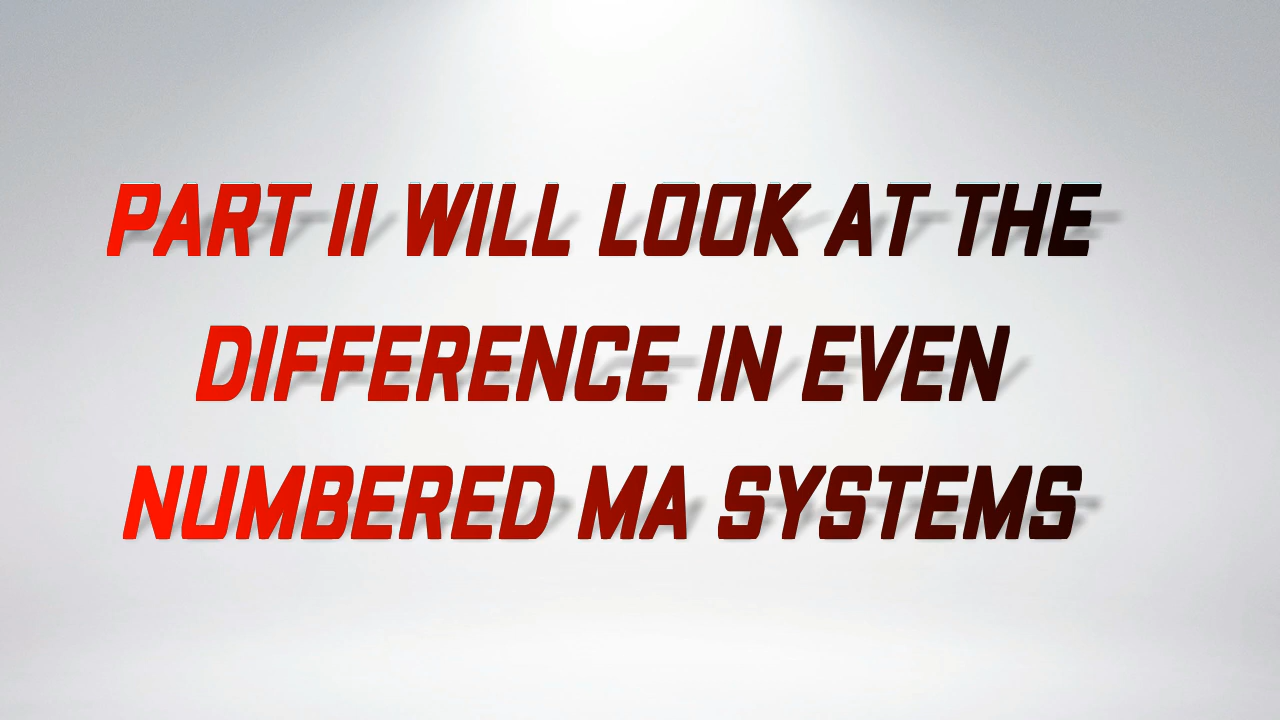 PART II WILL LOOK AT THE
DIFFERENCE IN EVEN
NUMBERED MA SYSTEMS